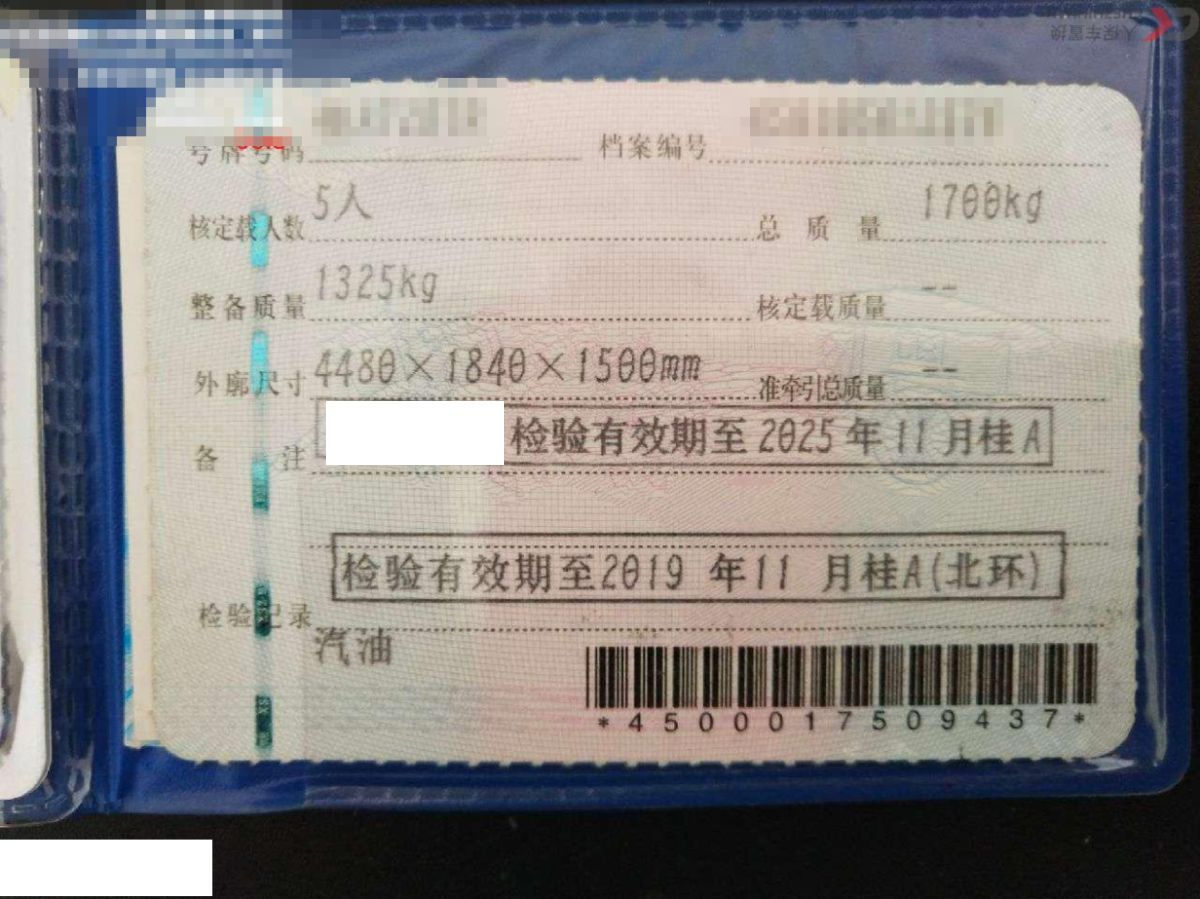 号牌号码 档案编号
核定载人数 5人 总质量 1700kg
整备质量 1325kg 核定载质量 --
外廓尺寸 4480×1840×1500mm 准牵引总质量 --
备注 检验有效期至2025年11月桂A
检验有效期至2019 年11 月桂A(北环)
检验记录
汽油
*4500017509437*